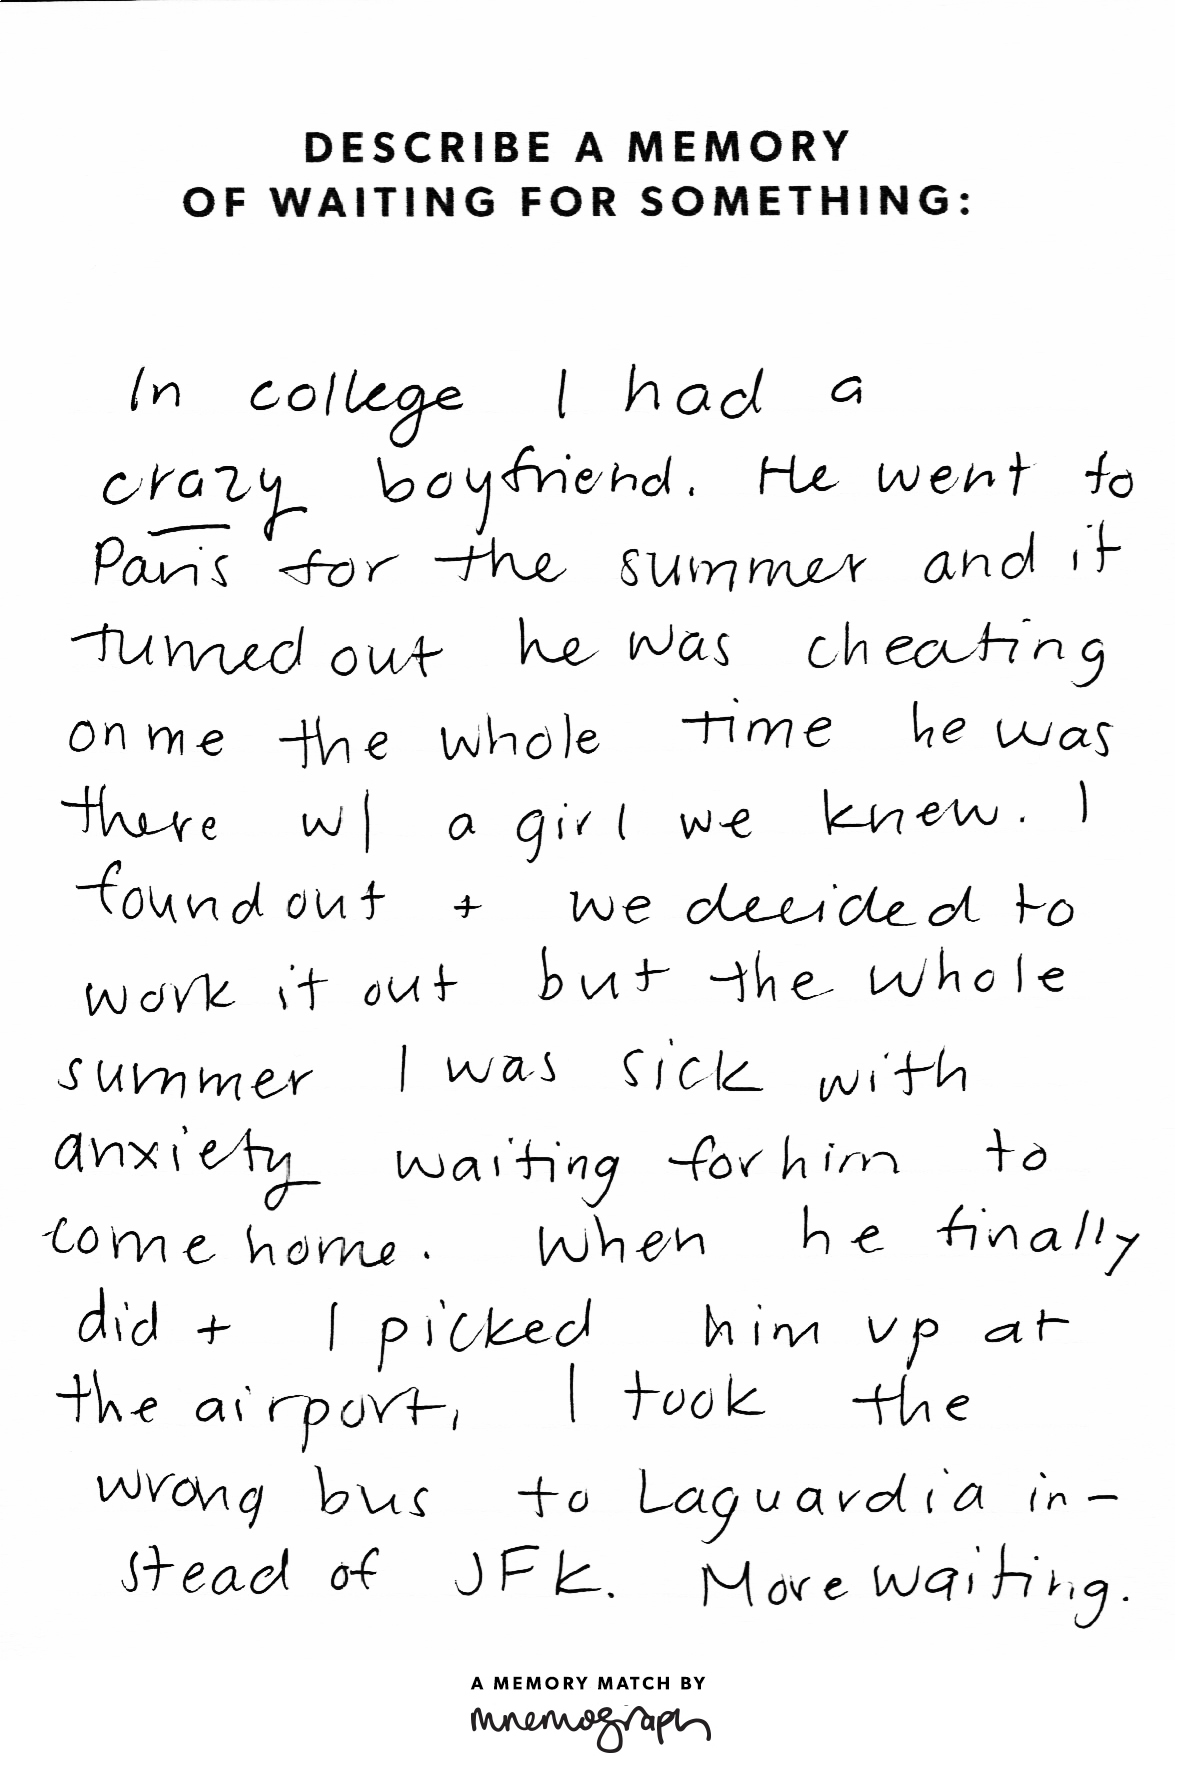 DESCRIBE A MEMORY
OF WAITING FOR SOMETHING:
In college I had a
crazy boyfriend. He went to
Paris for the summer and it
turned out he was cheating
on me the whole time he was
there w/ a girl we knew. I
found out + we decided to
work it out but the whole
summer I was sick with
anxiety waiting for him to
come home. When he finally
did + I picked him up at
the airport, I took the
wrong bus to Laguardia in-
stead of JFK. More waiting.
A MEMORY MATCH BY
mnemograph